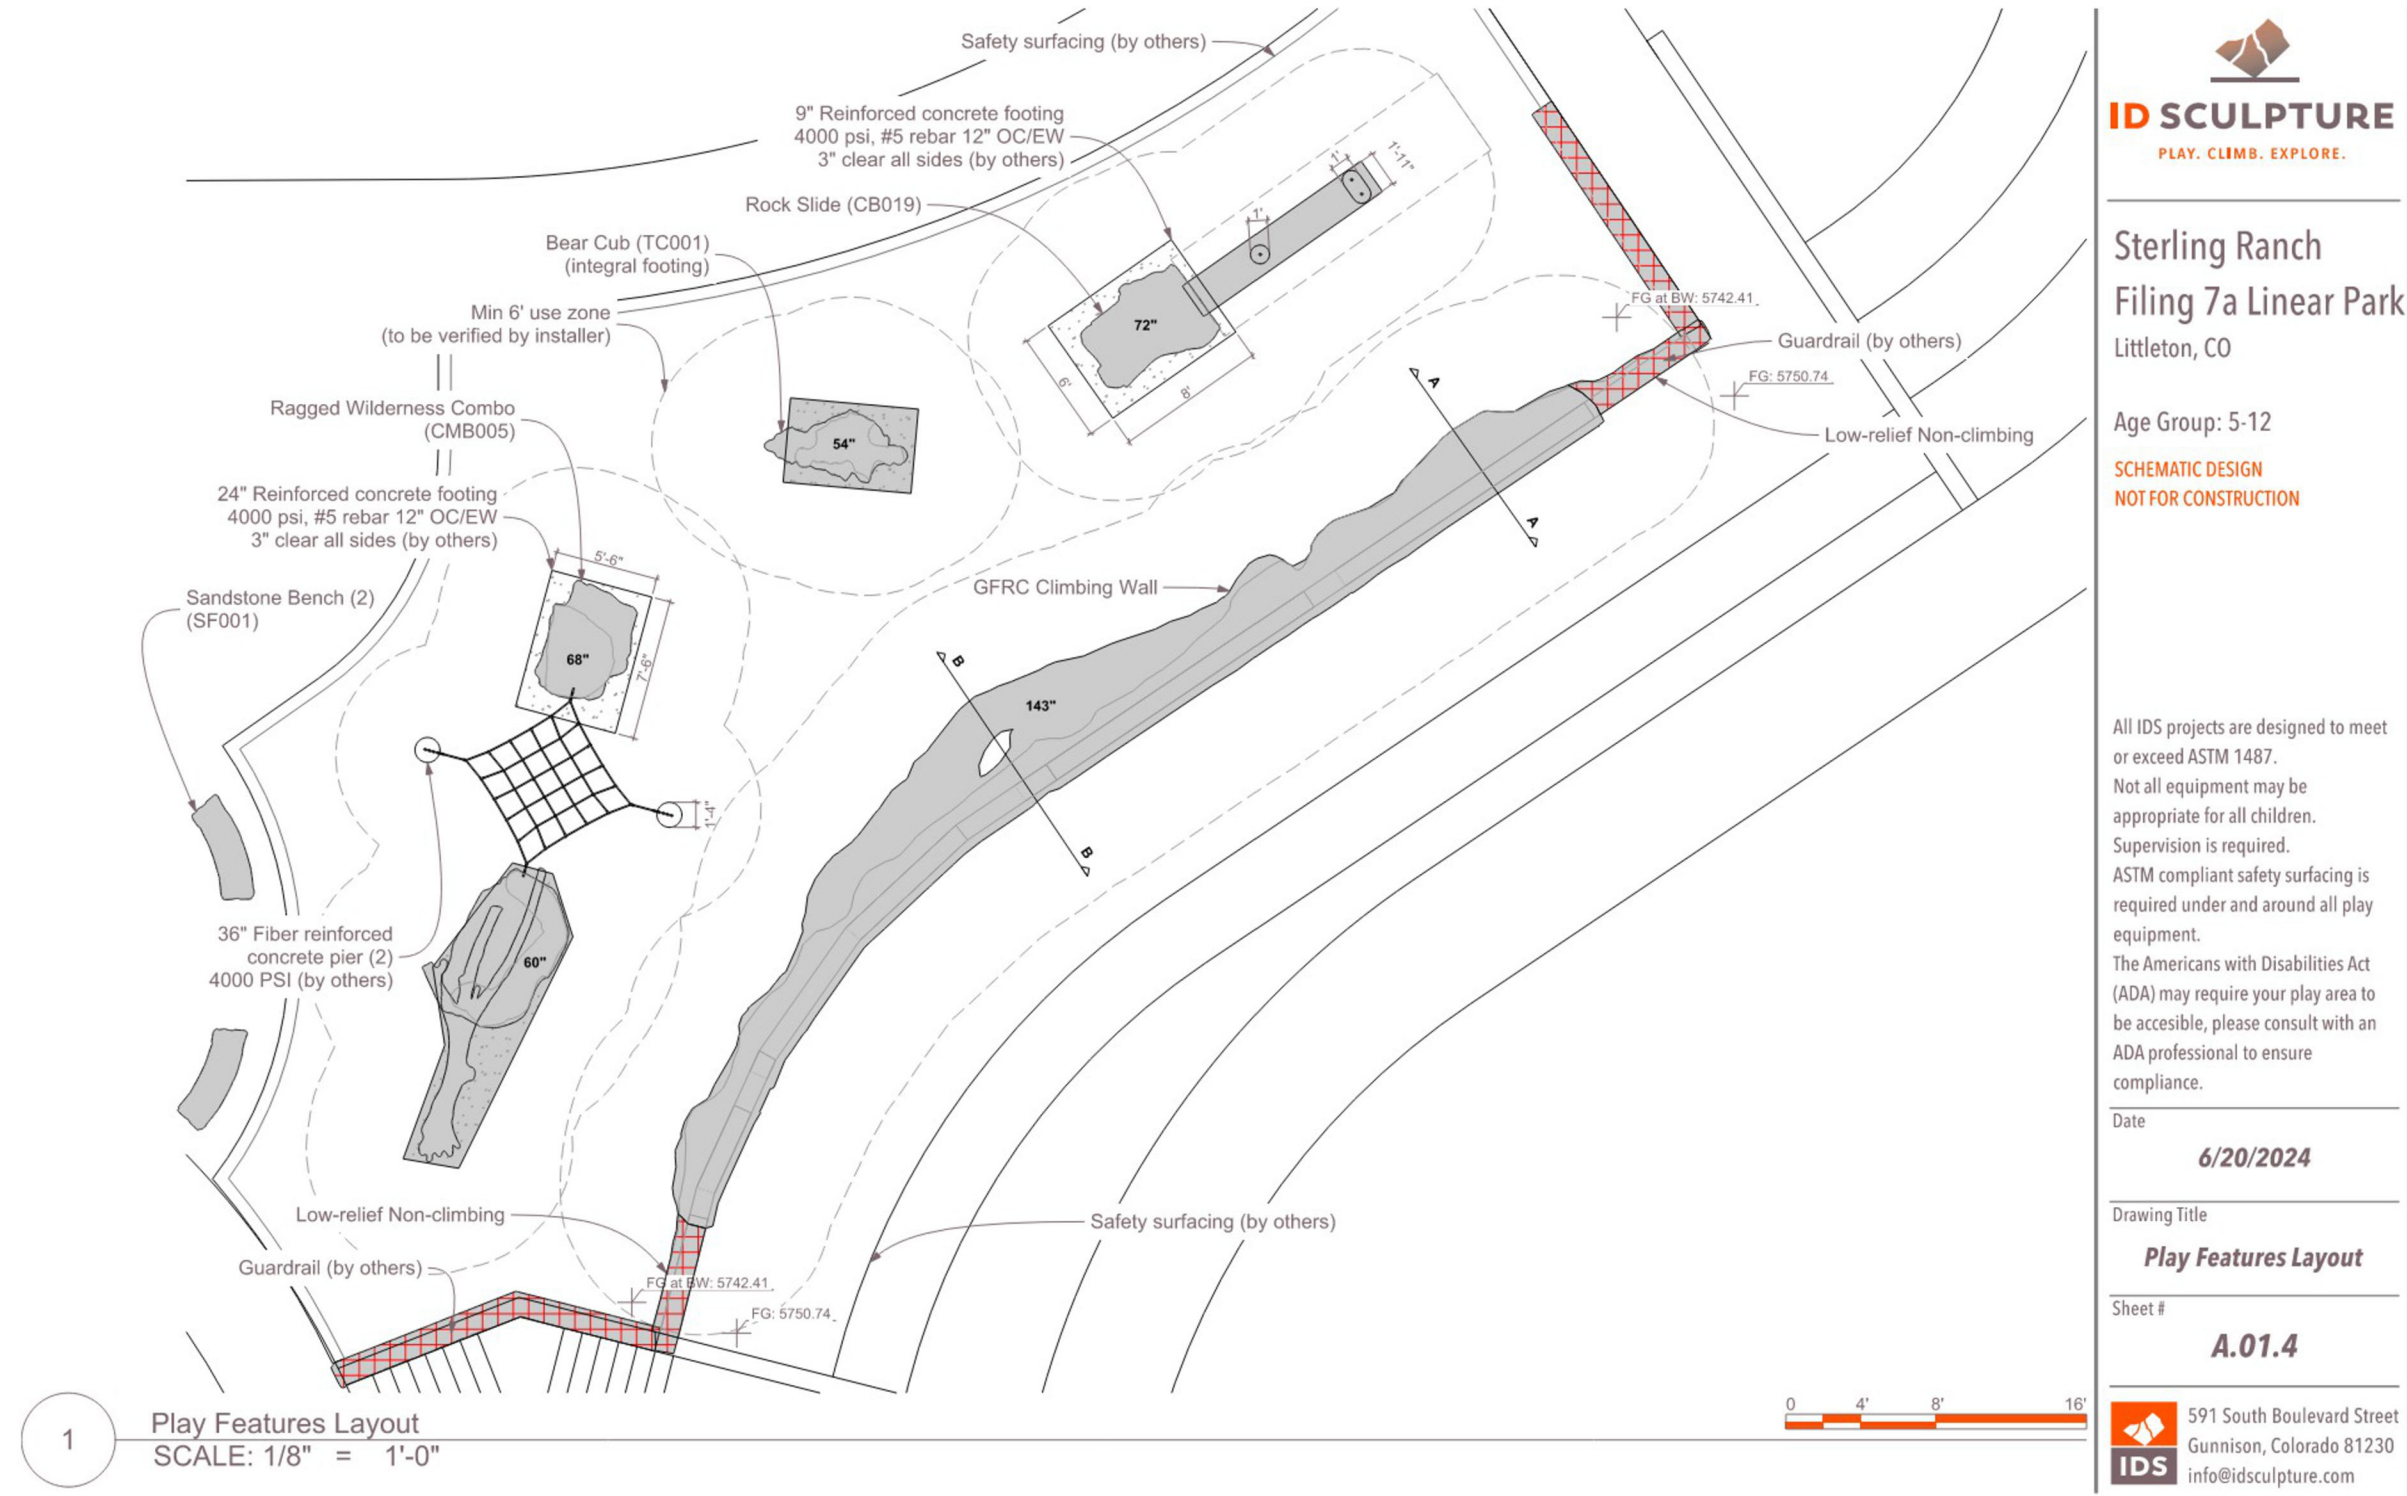 Safety surfacing (by others)
9" Reinforced concrete footing
4000 psi, #5 rebar 12" OC/EW
3" clear all sides (by others)
Rock Slide (CB019)
Bear Cub (TC001)
(integral footing)
Min 6' use zone
(to be verified by installer)
Ragged Wilderness Combo
(CMB005)
24" Reinforced concrete footing
4000 psi, #5 rebar 12" OC/EW
3" clear all sides (by others)
Sandstone Bench (2)
(SF001)
36" Fiber reinforced
concrete pier (2)
4000 PSI (by others)
Low-relief Non-climbing
Guardrail (by others)
1'
1'-11"
1'
72"
6'
8'
54"
5'-6"
68"
7'-6"
1'-4"
60"
GFRC Climbing Wall
143"
A
A
B
B
FG at BW: 5742.41
Guardrail (by others)
FG: 5750.74
Low-relief Non-climbing
Safety surfacing (by others)
FG at BW: 5742.41
FG: 5750.74
1
Play Features Layout
SCALE: 1/8" = 1'-0"
0 4' 8' 16'
ID SCULPTURE
PLAY. CLIMB. EXPLORE.
Sterling Ranch
Filing 7a Linear Park
Littleton, CO
Age Group: 5-12
SCHEMATIC DESIGN
NOT FOR CONSTRUCTION
All IDS projects are designed to meet
or exceed ASTM 1487.
Not all equipment may be
appropriate for all children.
Supervision is required.
ASTM compliant safety surfacing is
required under and around all play
equipment.
The Americans with Disabilities Act
(ADA) may require your play area to
be accesible, please consult with an
ADA professional to ensure
compliance.
Date
6/20/2024
Drawing Title
Play Features Layout
Sheet #
A.01.4
IDS
591 South Boulevard Street
Gunnison, Colorado 81230
info@idsculpture.com